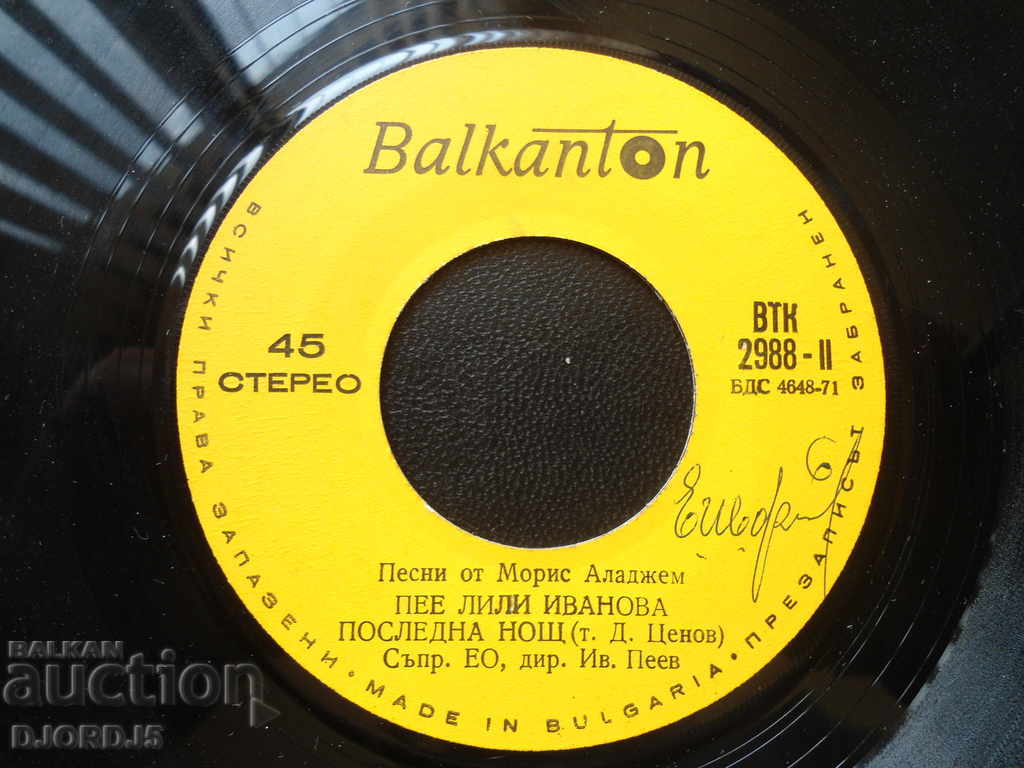 Balkanton
45
СТЕРЕО
ВТК
2988-II
БДС 4648-71
6
Песни от Морис Аладжем
ПЕЕ ЛИЛИ ИВАНОВА
ПОСЛЕДНА НОЩ (т. Д. Ценов)
Съпр. ЕО, дир. Ив. Пеев
ВСИЧКИ ПРАВА ЗАПАЗЕНИ • MADE IN BULGARIA • ПРЕЗАПИСЪТ ЗАБРАНЕН
BALKAN
auction
DJORDJ5